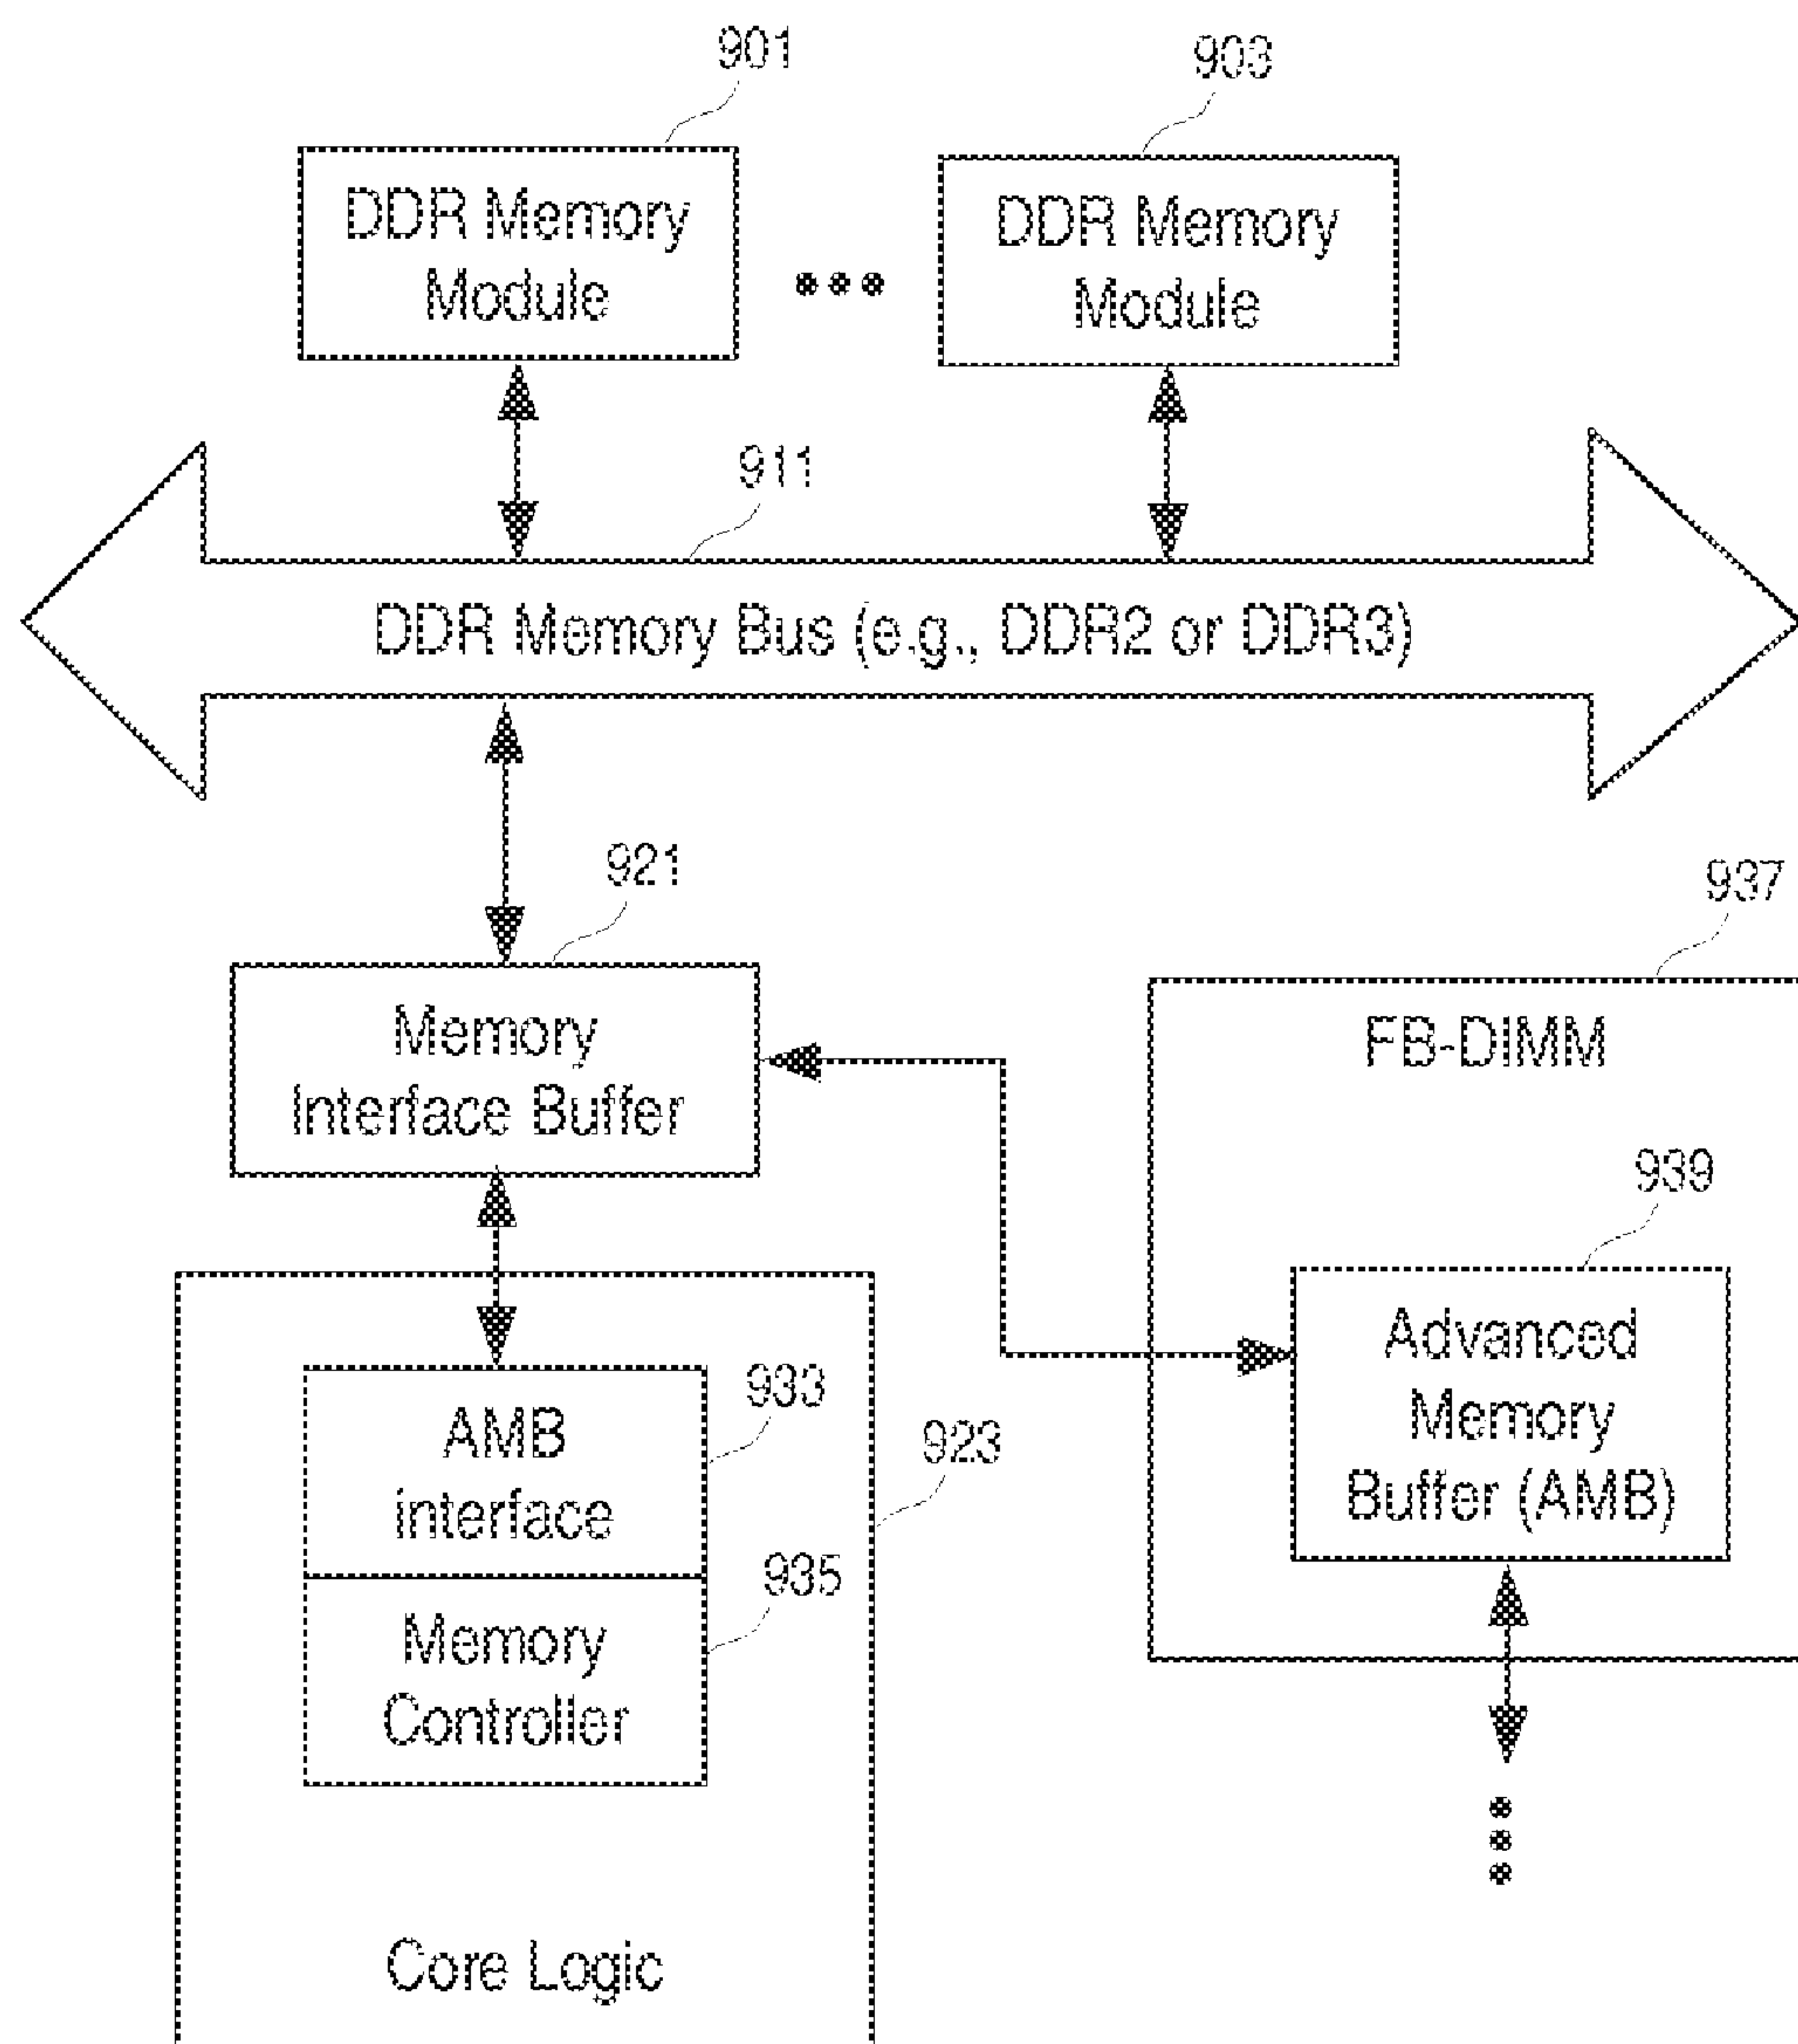 901
903
DDR Memory
Module
DDR Memory
Module
911
DDR Memory Bus (e.g., DDR2 or DDR3)
921
937
Memory
Interface Buffer
FB-DIMM
939
Advanced
Memory
Buffer (AMB)
933
AMB
interface
923
935
Memory
Controller
Core Logic